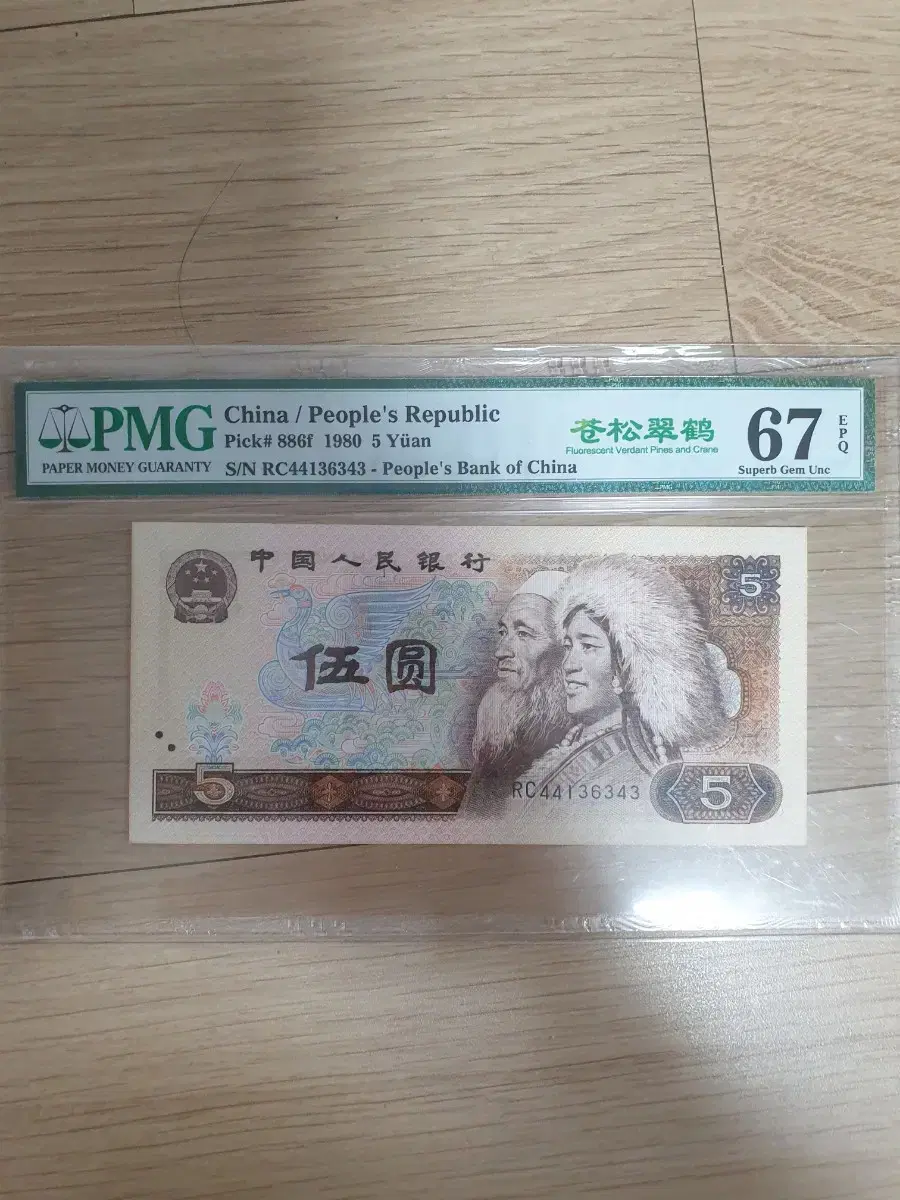 PMG
PAPER MONEY GUARANTY
China / People's Republic
Pick# 886f 1980 5 Yüan
S/N RC44136343 - People's Bank of China
苍松翠鹤
Fluorescent Verdant Pines and Crane
67
EPQ
Superb Gem Unc
中国人民银行
5
伍圆
5
RC44136343
5